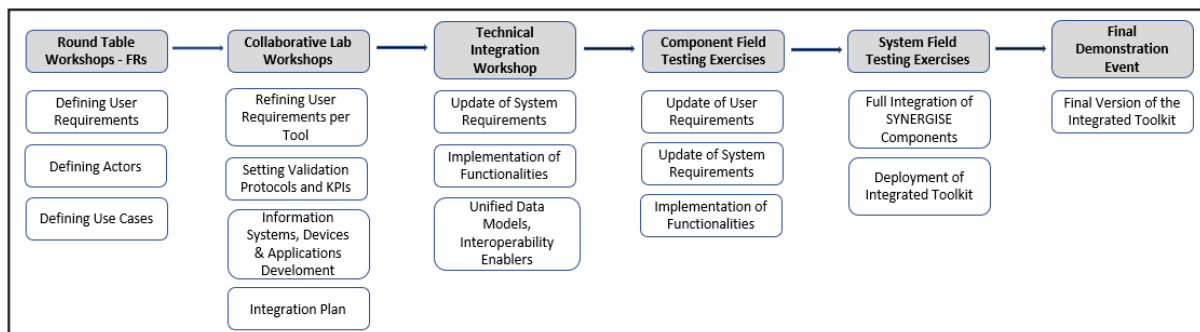 Round Table
Workshops - FRs
Defining User
Requirements
Defining Actors
Defining Use Cases
Collaborative Lab
Workshops
Refining User
Requirements per
Tool
Setting Validation
Protocols and KPIs
Information
Systems, Devices
& Applications
Develoment
Integration Plan
Technical
Integration
Workshop
Update of System
Requirements
Implementation of
Functionalities
Unified Data
Models,
Interoperability
Enablers
Component Field
Testing Exercises
Update of User
Requirements
Update of System
Requirements
Implementation of
Functionalities
System Field
Testing Exercises
Full Integration of
SYNERGISE
Components
Deployment of
Integrated Toolkit
Final
Demonstration
Event
Final Version of the
Integrated Toolkit